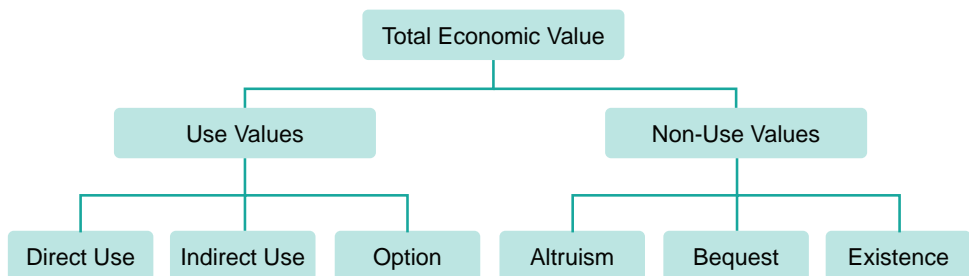 Total Economic Value
Use Values
Non-Use Values
Direct Use
Indirect Use
Option
Altruism
Bequest
Existence